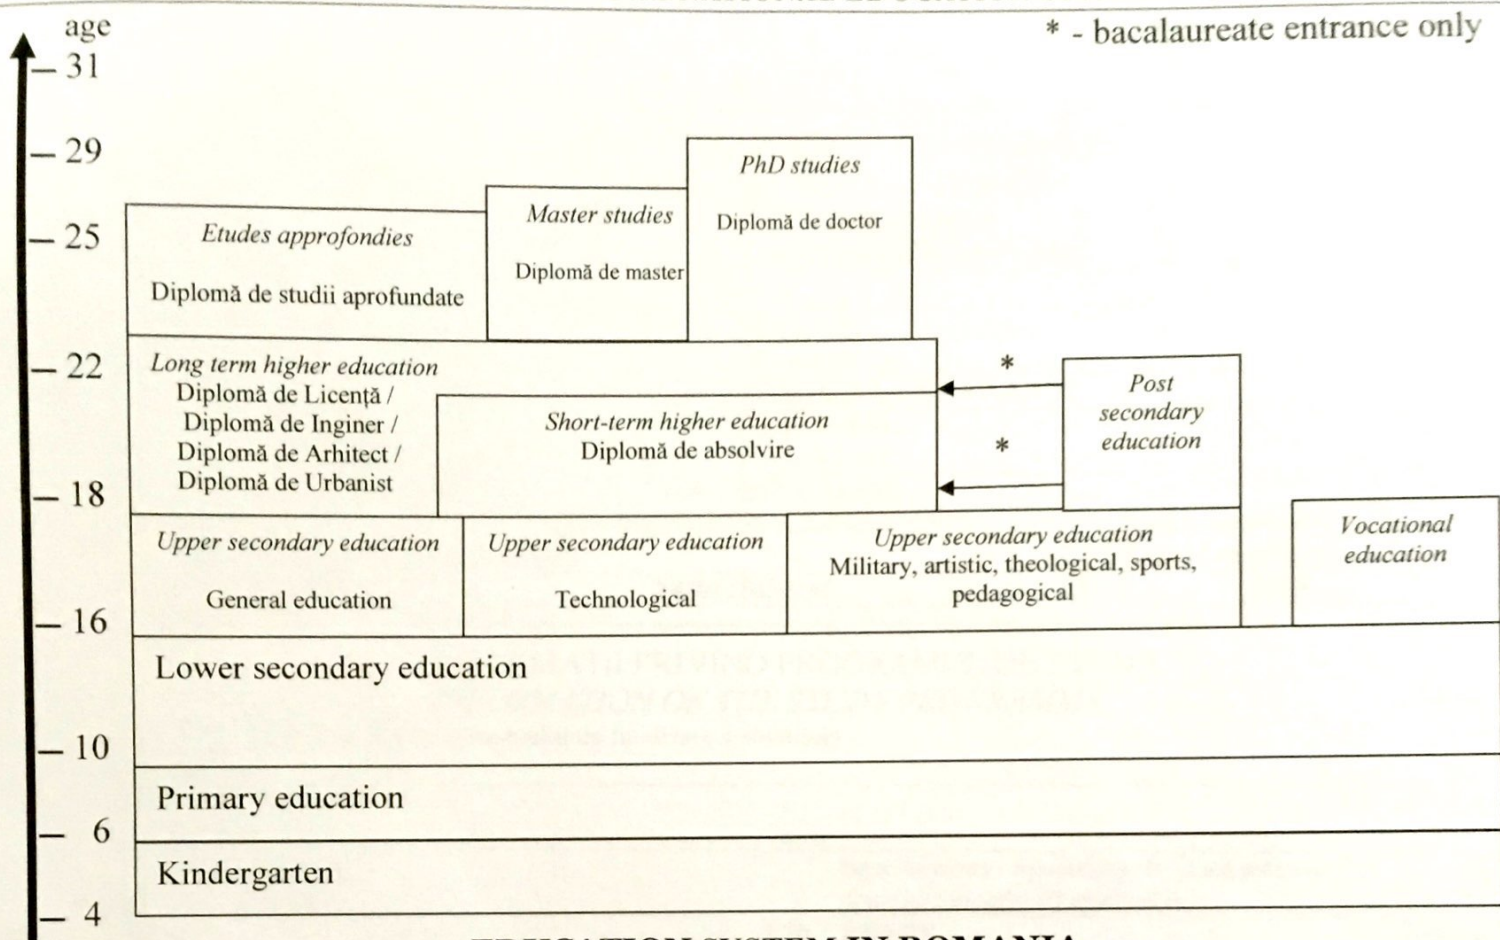 age
* - bacalaureate entrance only
31
29
PhD studies
Diplomă de doctor
Master studies
Diplomă de master
25
Etudes approfondies
Diplomă de studii aprofundate
22
Long term higher education
Diplomă de Licență /
Diplomă de Inginer /
Diplomă de Arhitect /
Diplomă de Urbanist
Short-term higher education
Diplomă de absolvire
*
*
Post
secondary
education
18
Upper secondary education
General education
Upper secondary education
Technological
Upper secondary education
Military, artistic, theological, sports,
pedagogical
Vocational
education
16
Lower secondary education
10
Primary education
6
Kindergarten
4
EDUCATION SYSTEM IN ROMANIA